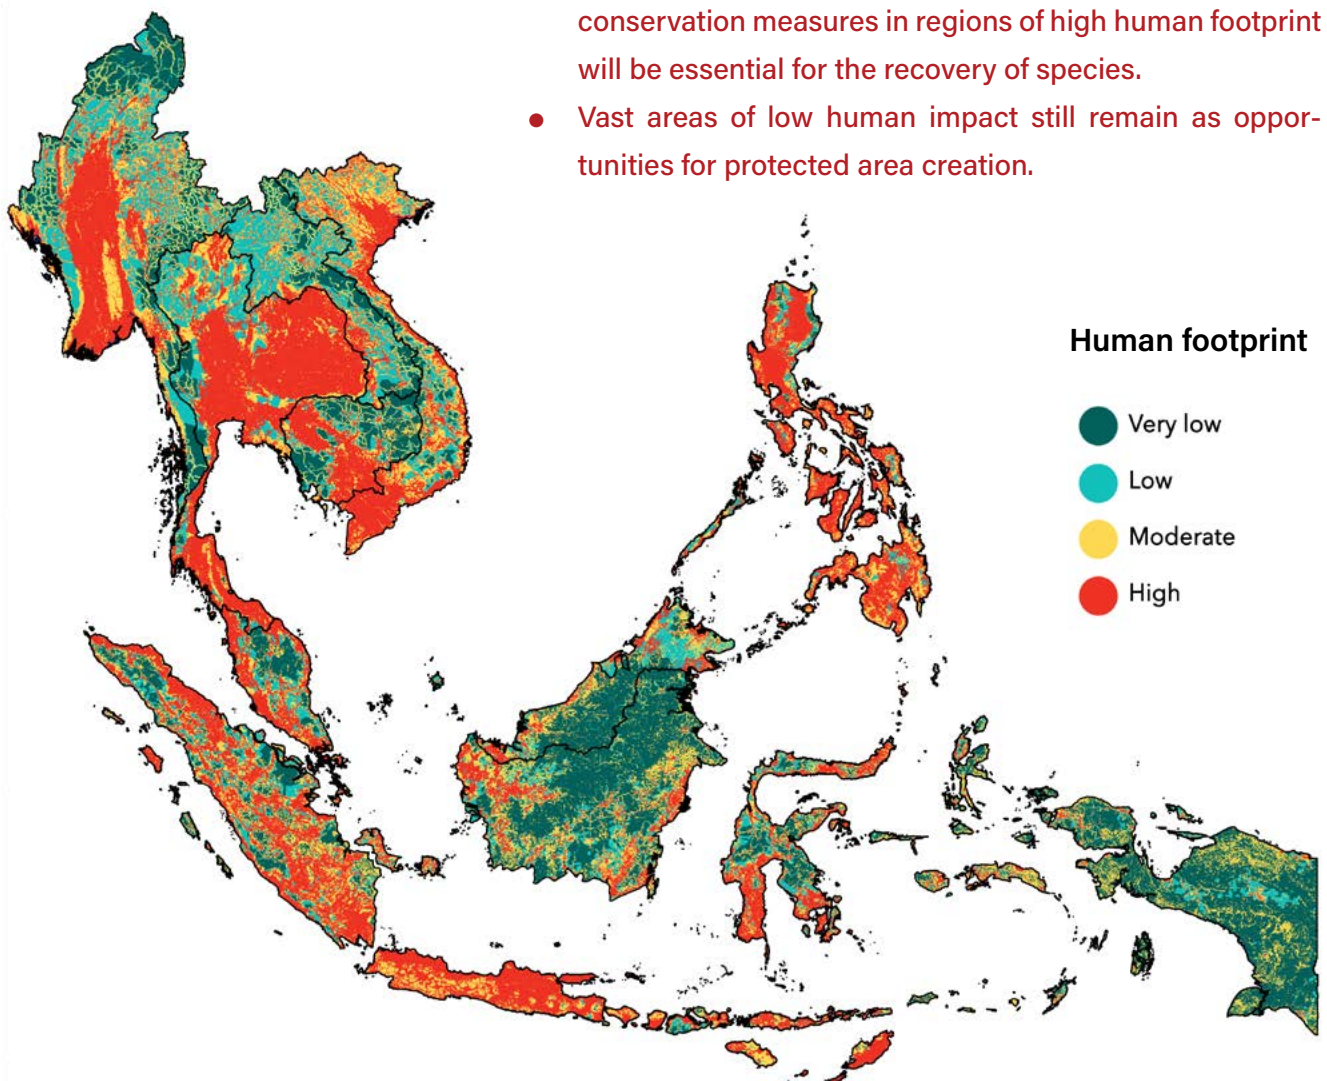 conservation measures in regions of high human footprint
will be essential for the recovery of species.
● Vast areas of low human impact still remain as oppor-
tunities for protected area creation.
Human footprint
Very low
Low
Moderate
High